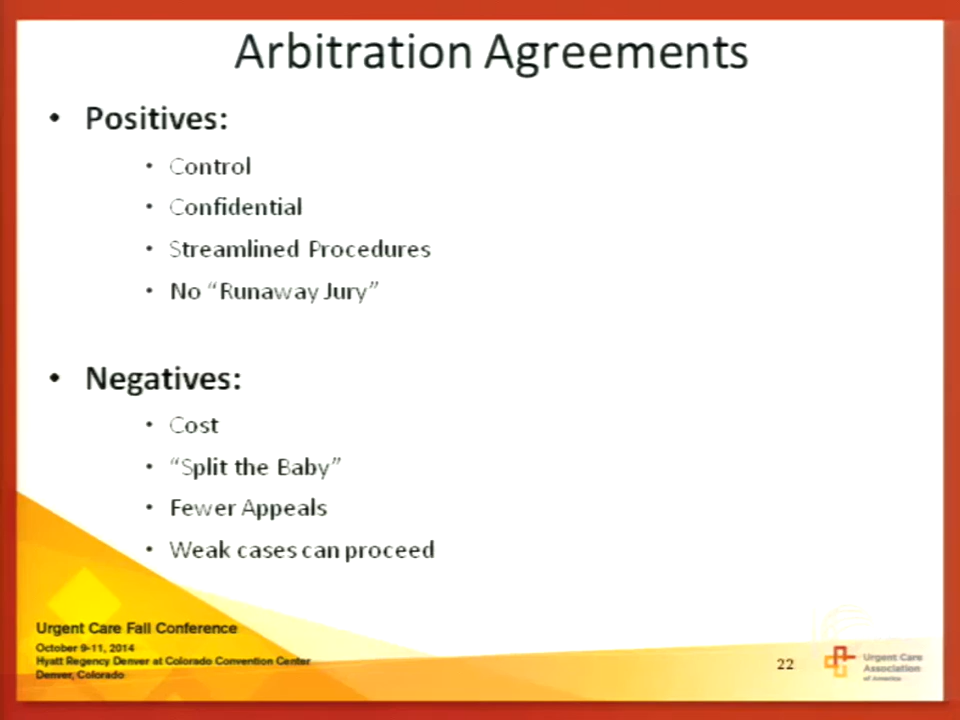 Arbitration Agreements
• Positives:
• Control
• Confidential
• Streamlined Procedures
• No “Runaway Jury”
• Negatives:
• Cost
• “Split the Baby”
• Fewer Appeals
• Weak cases can proceed
Urgent Care Fall Conference
October 9-11, 2014
Hyatt Regency Denver at Colorado Convention Center
Denver, Colorado
22
Urgent Care
Association
of America